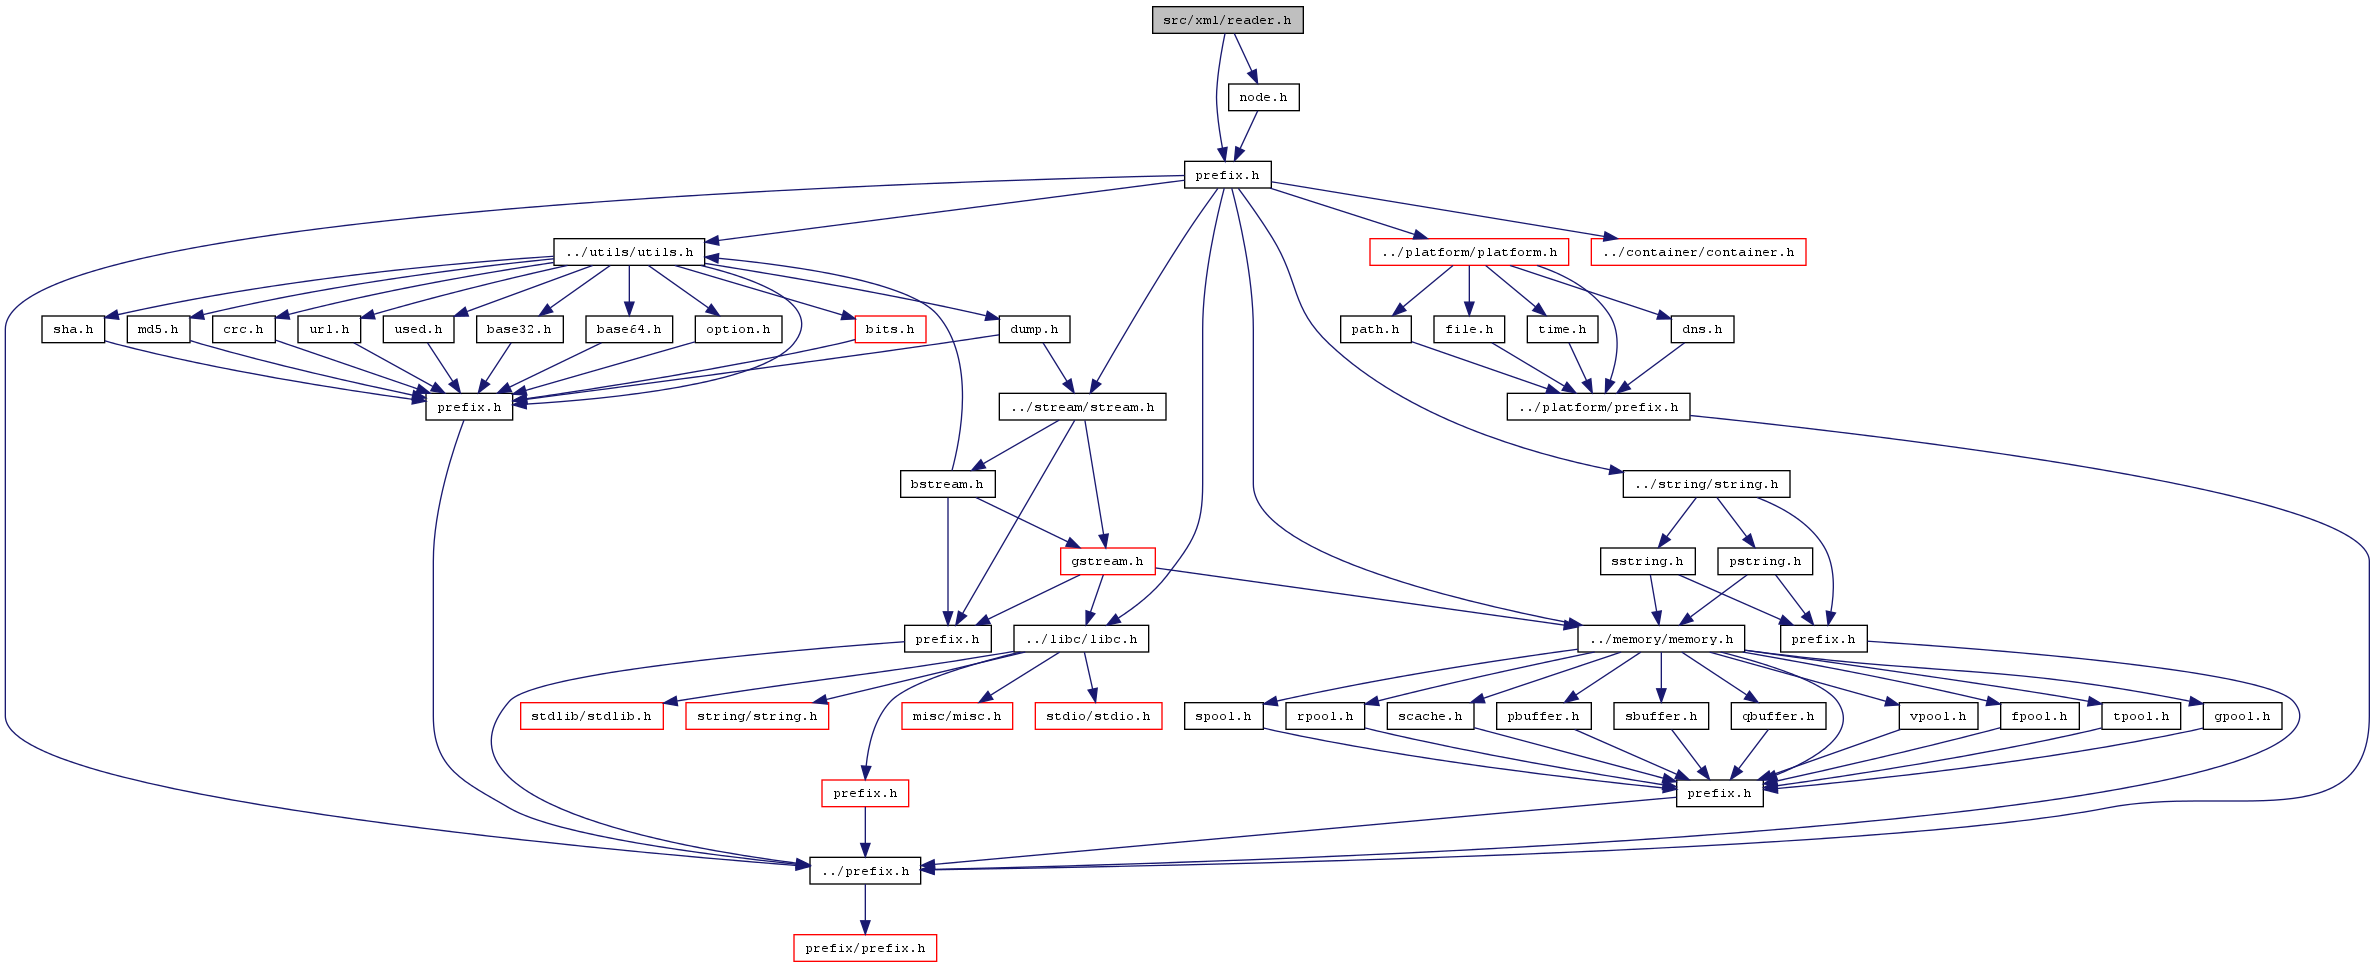 src/xml/reader.h
node.h
prefix.h
../utils/utils.h
../platform/platform.h
../container/container.h
sha.h
md5.h
crc.h
url.h
used.h
base32.h
base64.h
option.h
bits.h
dump.h
path.h
file.h
time.h
dns.h
prefix.h
../stream/stream.h
../platform/prefix.h
bstream.h
../string/string.h
gstream.h
sstring.h
pstring.h
prefix.h
../libc/libc.h
../memory/memory.h
prefix.h
stdlib/stdlib.h
string/string.h
misc/misc.h
stdio/stdio.h
spool.h
rpool.h
scache.h
pbuffer.h
sbuffer.h
qbuffer.h
vpool.h
fpool.h
tpool.h
gpool.h
prefix.h
prefix.h
../prefix.h
prefix/prefix.h